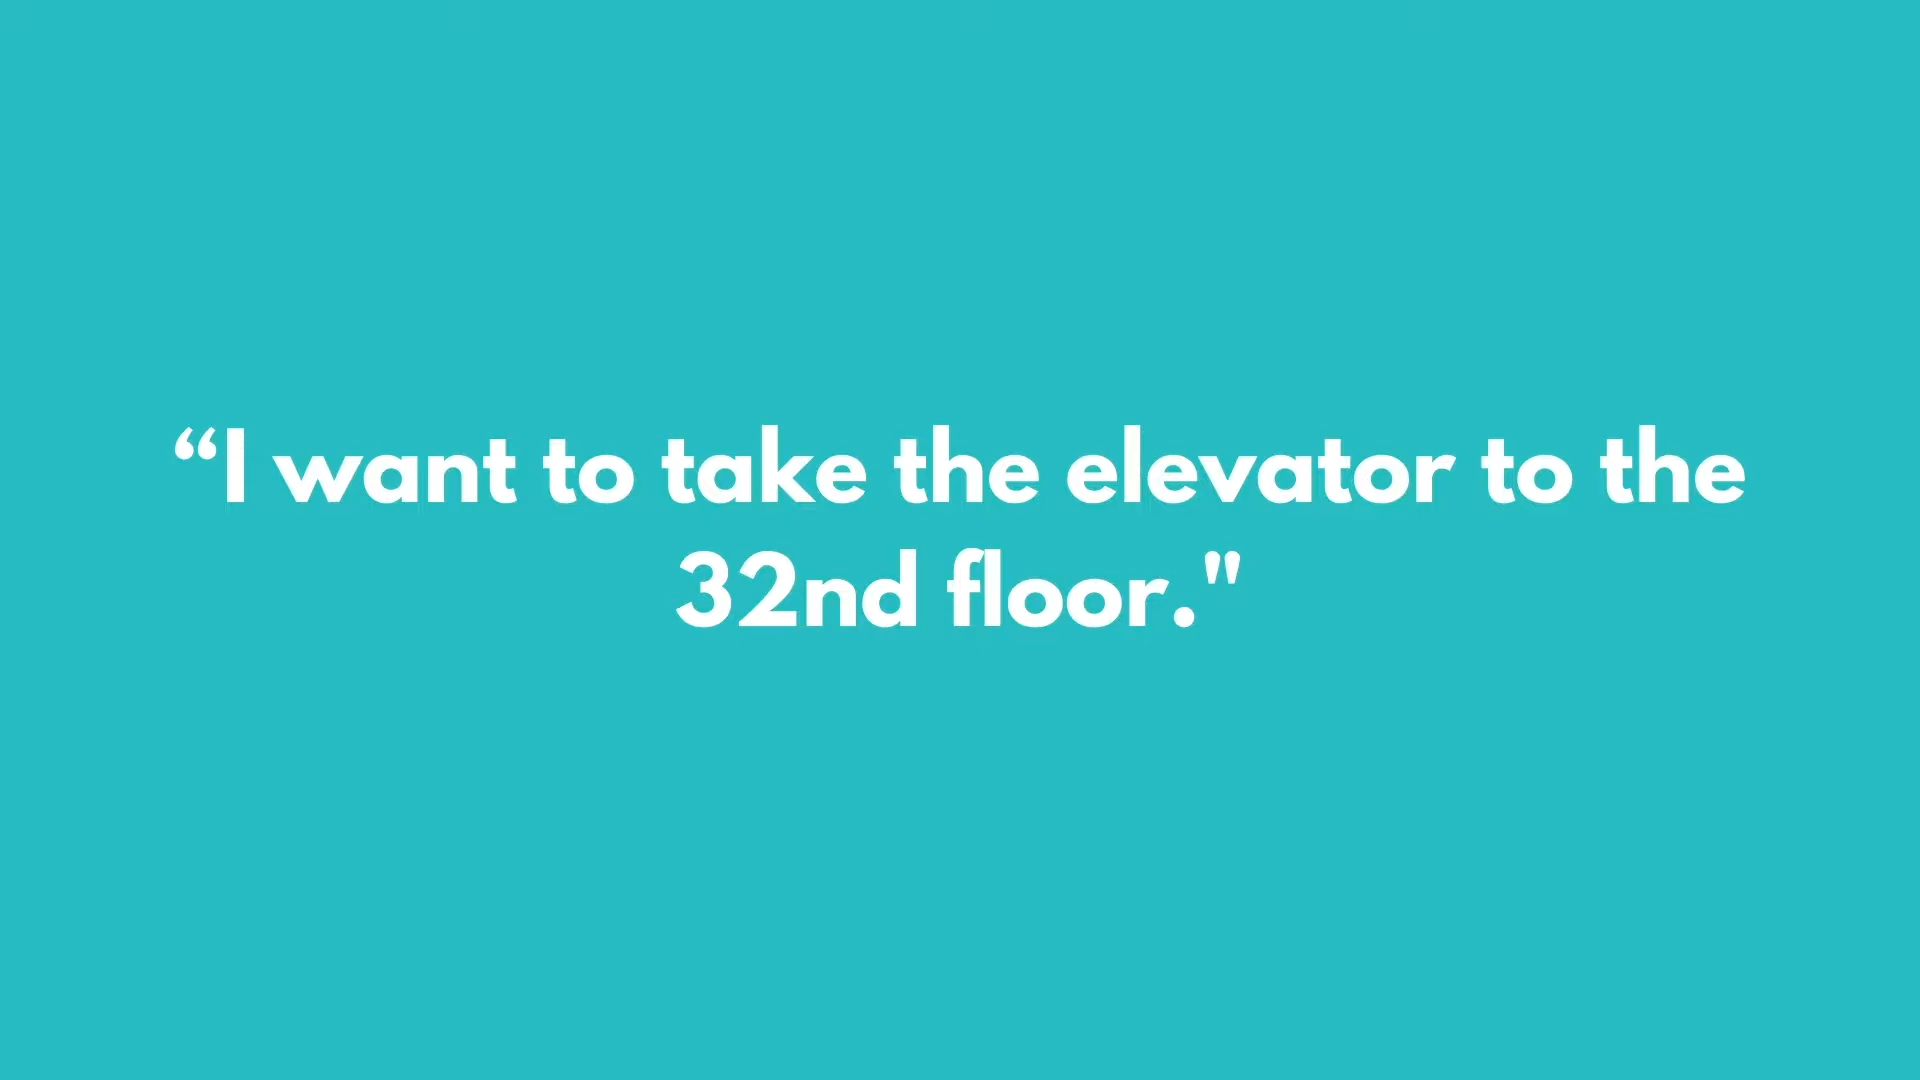 “I want to take the elevator to the
32nd floor."